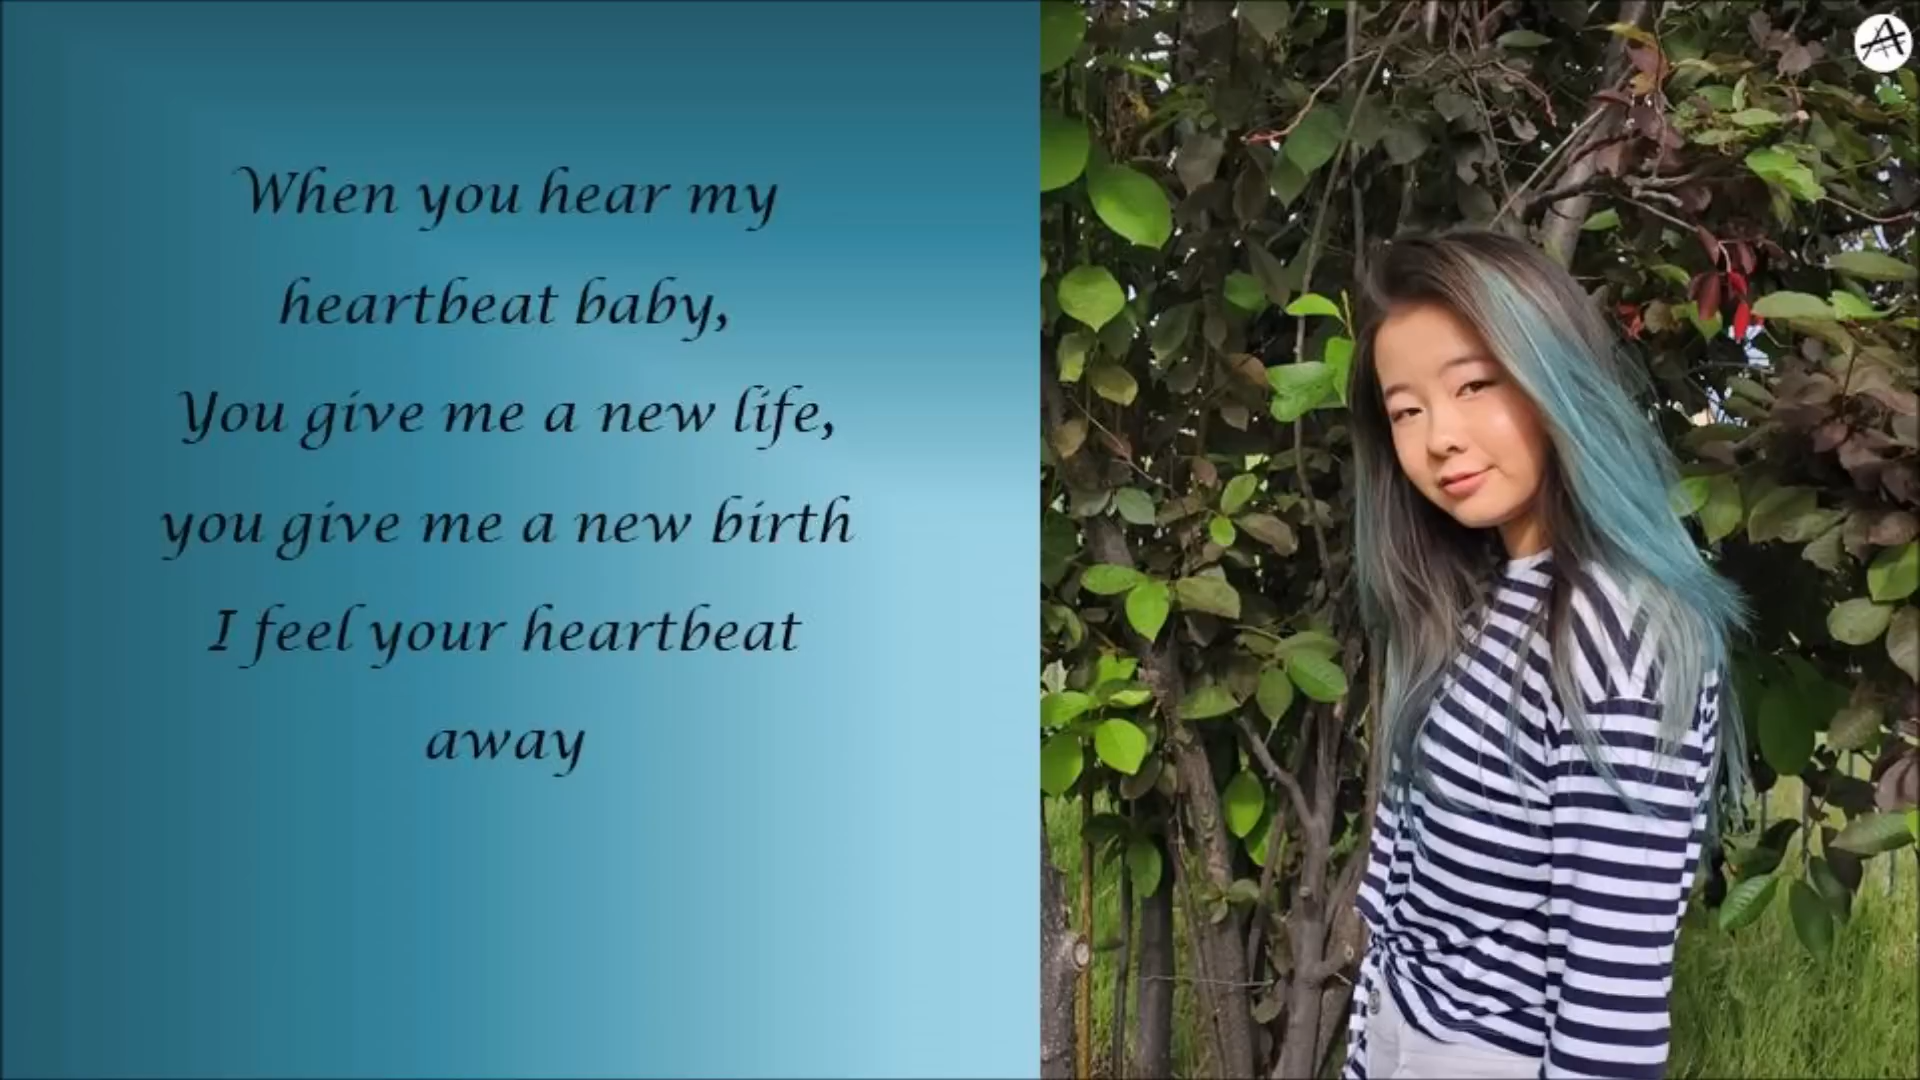 When you hear my
heartbeat baby,
You give me a new life,
you give me a new birth
I feel your heartbeat
away